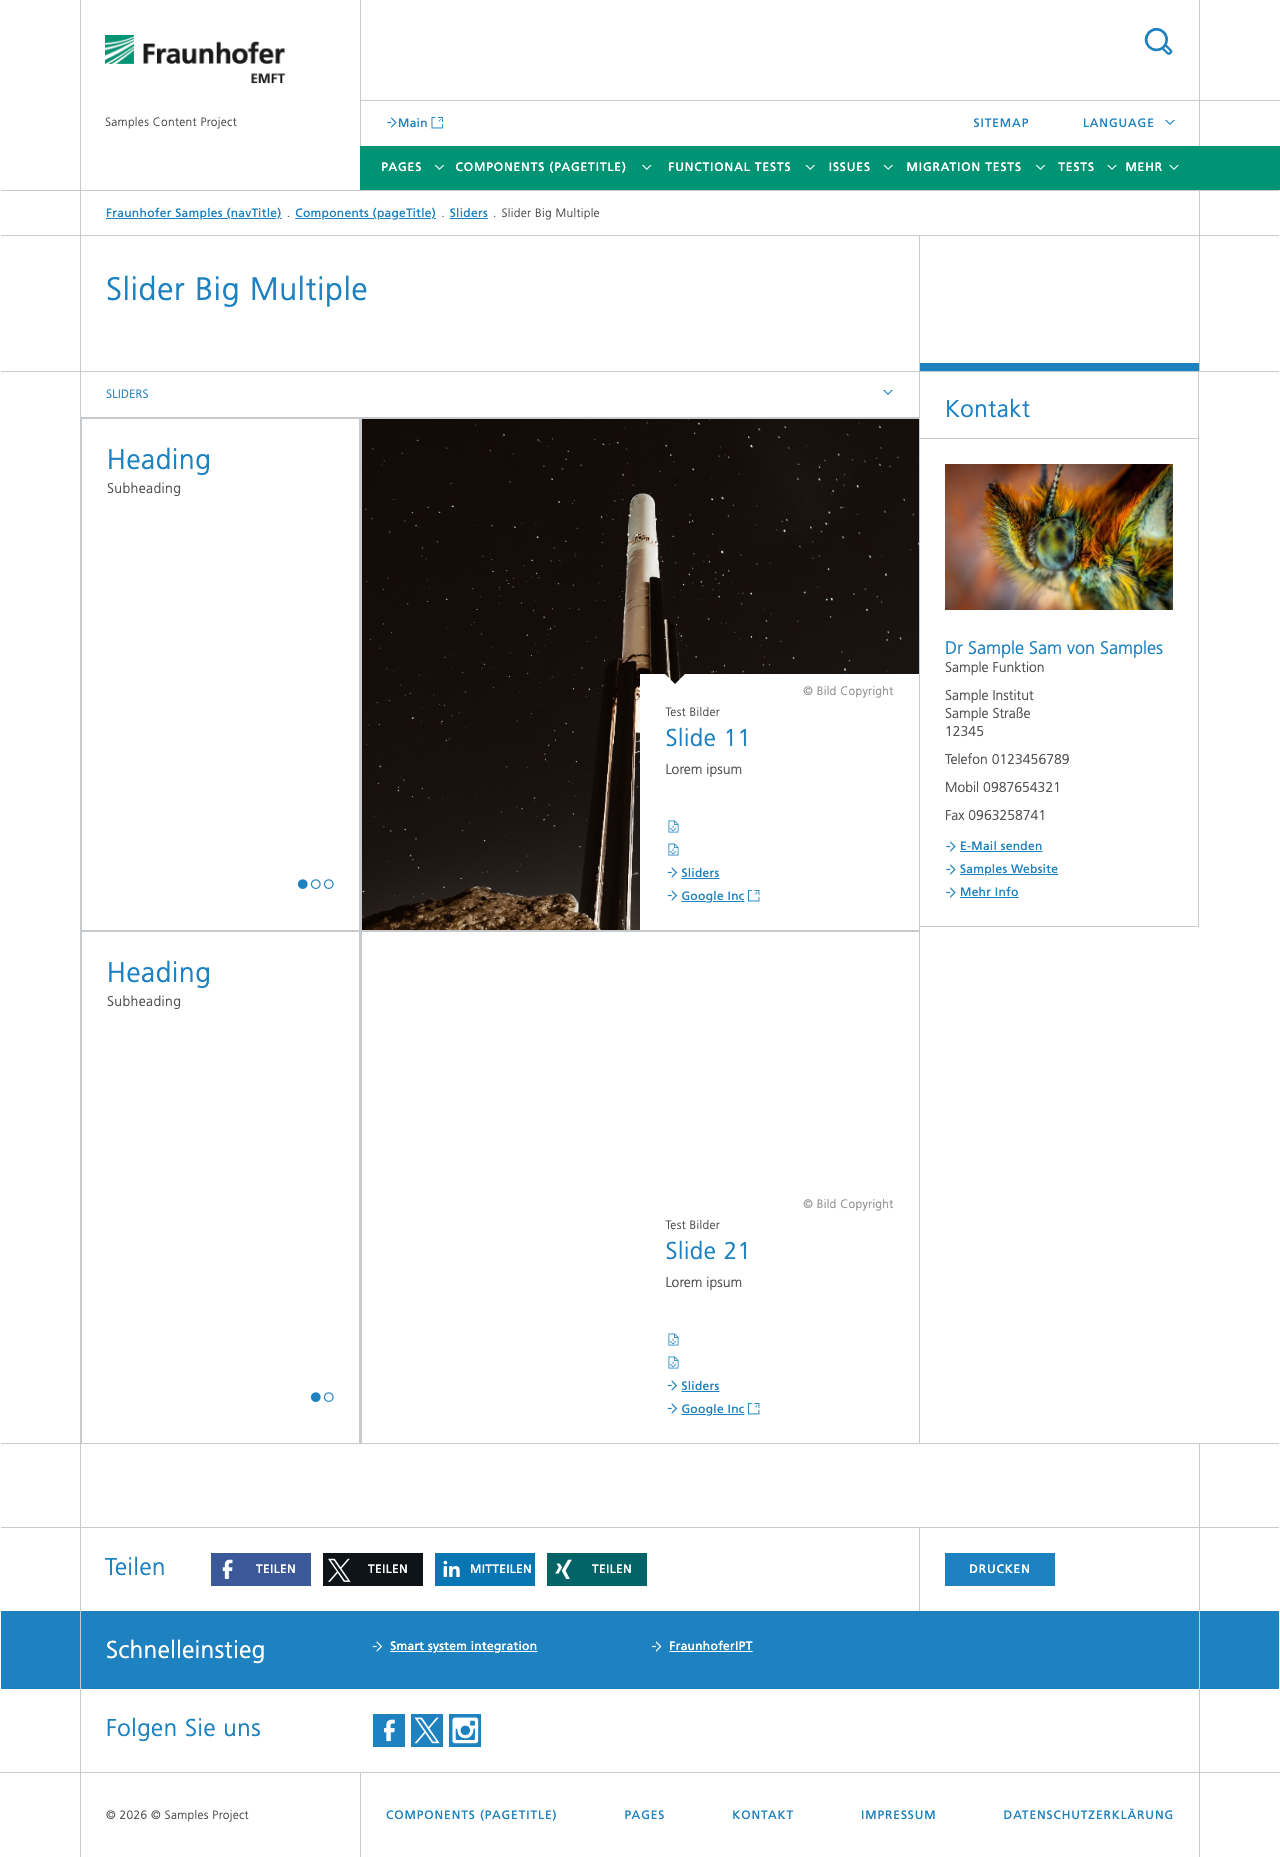 Fraunhofer
EMFT
Samples Content Project
Main
SITEMAP
LANGUAGE
PAGES
COMPONENTS (PAGETITLE)
FUNCTIONAL TESTS
ISSUES
MIGRATION TESTS
TESTS
MEHR
Fraunhofer Samples (navTitle) . Components (pageTitle) . Sliders . Slider Big Multiple
Slider Big Multiple
SLIDERS
Heading
Subheading
© Bild Copyright
Test Bilder
Slide 11
Lorem ipsum
Sliders
Google Inc
Kontakt
Dr Sample Sam von Samples
Sample Funktion
Sample Institut
Sample Straße
12345
Telefon 0123456789
Mobil 0987654321
Fax 0963258741
E-Mail senden
Samples Website
Mehr Info
Heading
Subheading
© Bild Copyright
Test Bilder
Slide 21
Lorem ipsum
Sliders
Google Inc
Teilen
TEILEN
TEILEN
MITTEILEN
TEILEN
DRUCKEN
Schnelleinstieg
Smart system integration
FraunhoferIPT
Folgen Sie uns
© 2026 © Samples Project
COMPONENTS (PAGETITLE)
PAGES
KONTAKT
IMPRESSUM
DATENSCHUTZERKLÄRUNG